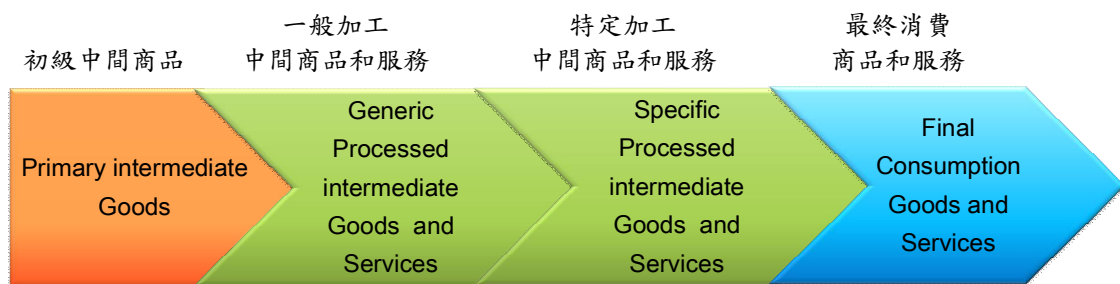 初級中間商品
一般加工
中間商品和服務
特定加工
中間商品和服務
最終消費
商品和服務
Primary intermediate
Goods
Generic
Processed
intermediate
Goods and
Services
Specific
Processed
intermediate
Goods and
Services
Final
Consumption
Goods and
Services